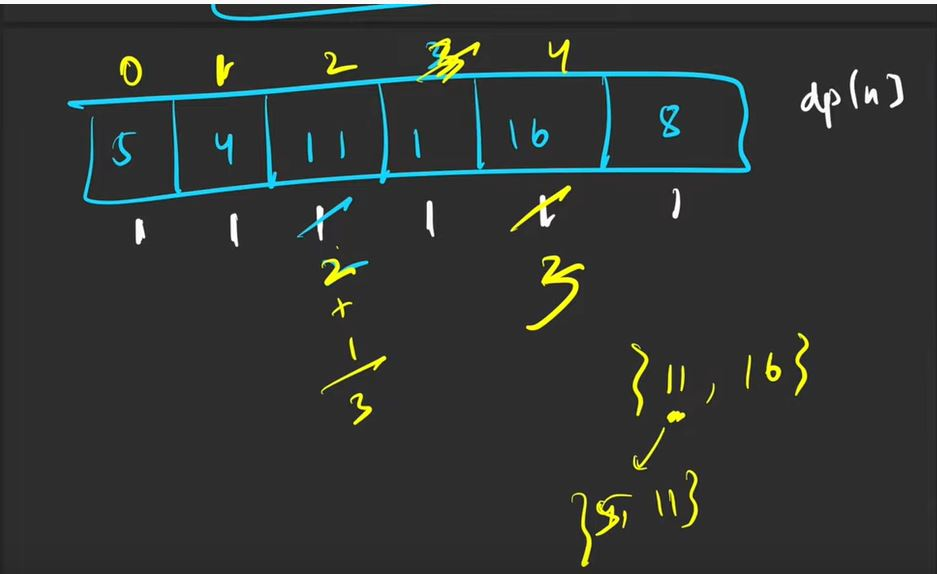 0 1 2 3 4
dp[n]
5 4 11 1 16 8
1 1 1 1 1 1
2 3
+
1
3
{11, 16}
{5, 11}